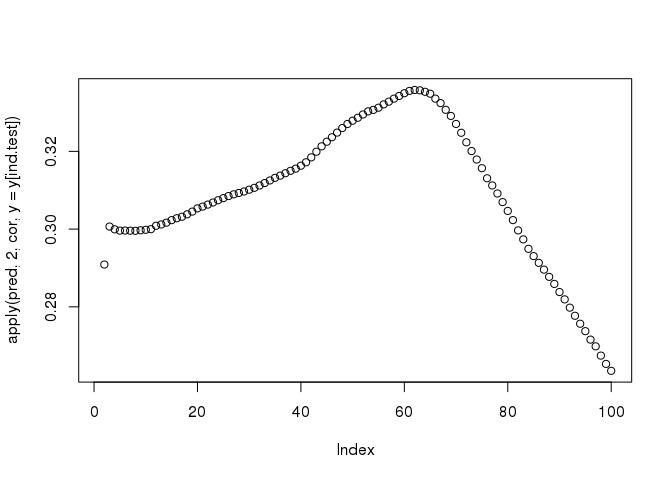 apply(pred, 2, cor, y = y[ind.test])
0.32
0.30
0.28
0 20 40 60 80 100
Index